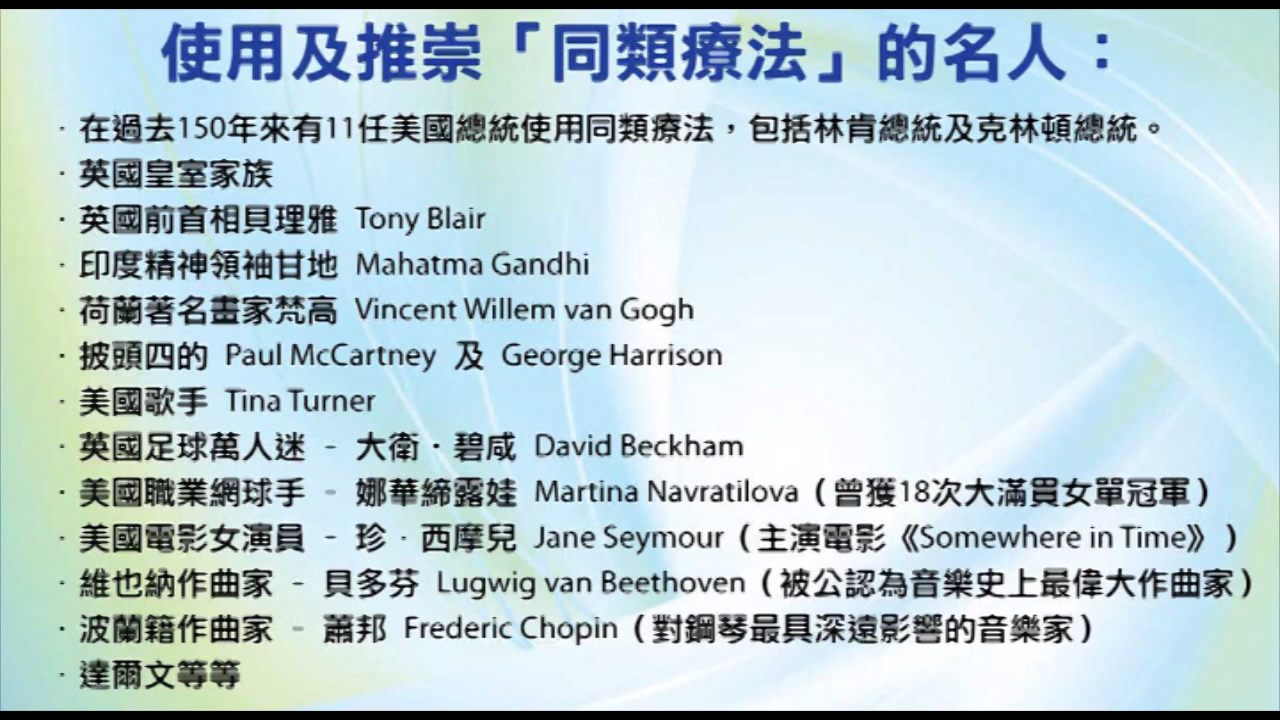 使用及推崇「同類療法」的名人：
· 在過去150年來有11任美國總統使用同類療法，包括林肯總統及克林頓總統。
· 英國皇室家族
· 英國前首相貝理雅 Tony Blair
· 印度精神領袖甘地 Mahatma Gandhi
· 荷蘭著名畫家梵高 Vincent Willem van Gogh
· 披頭四的 Paul McCartney 及 George Harrison
· 美國歌手 Tina Turner
· 英國足球萬人迷 - 大衛·碧咸 David Beckham
· 美國職業網球手 - 娜華締露娃 Martina Navratilova（曾獲18次大滿貫女單冠軍）
· 美國電影女演員 - 珍·西摩兒 Jane Seymour（主演電影《Somewhere in Time》）
· 維也納作曲家 - 貝多芬 Lugwig van Beethoven（被公認為音樂史上最偉大作曲家）
· 波蘭籍作曲家 - 蕭邦 Frederic Chopin（對鋼琴最具深遠影響的音樂家）
· 達爾文等等